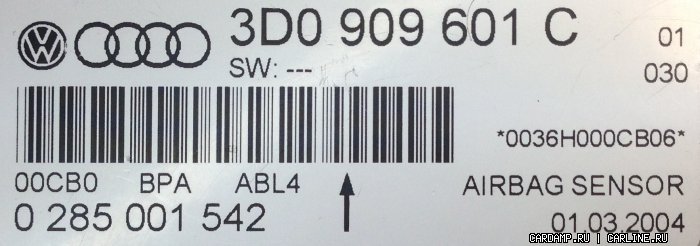 3D0 909 601 C 01
SW: --- 030
*0036H000CB06*
00CB0 BPA ABL4 AIRBAG SENSOR
0 285 001 542 01.03.2004
CARDAMP.RU | CARLINE.RU